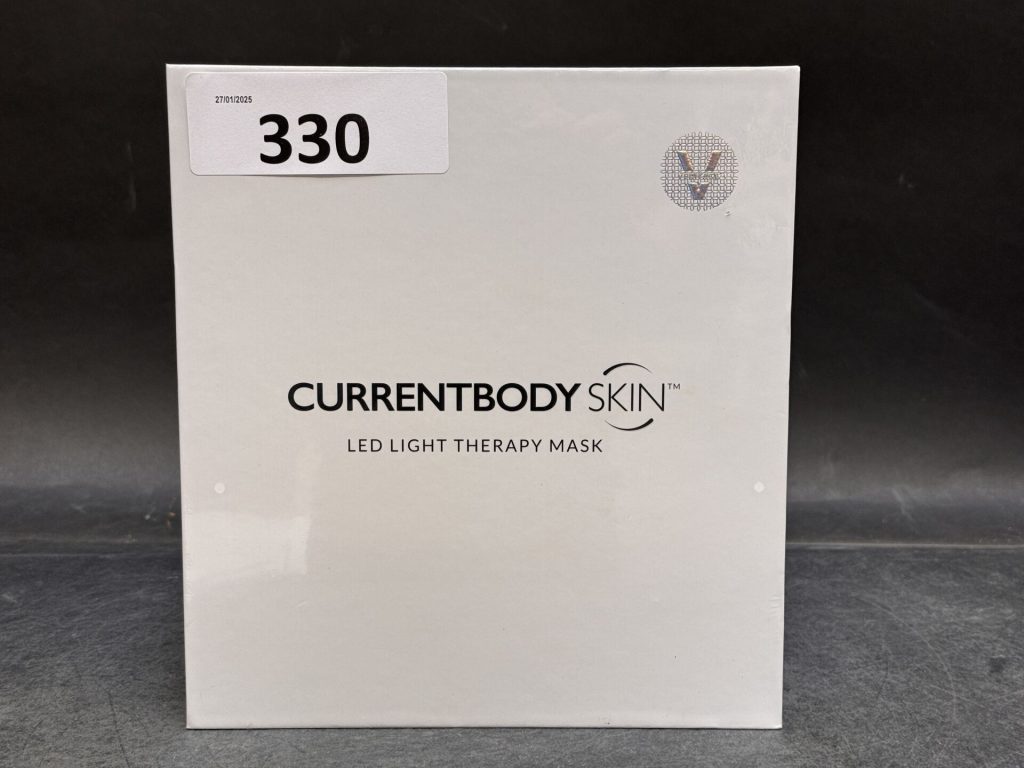 27/01/2025
330
V
CURRENTBODY SKIN™
LED LIGHT THERAPY MASK